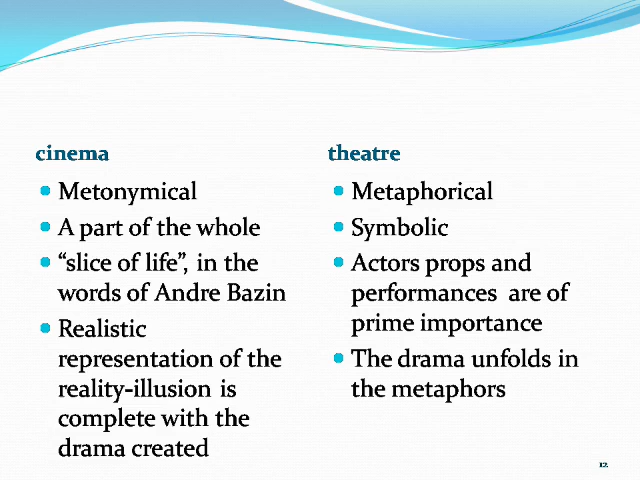 cinema
• Metonymical
• A part of the whole
• “slice of life”, in the
words of Andre Bazin
• Realistic
representation of the
reality-illusion is
complete with the
drama created
theatre
• Metaphorical
• Symbolic
• Actors props and
performances are of
prime importance
• The drama unfolds in
the metaphors
12